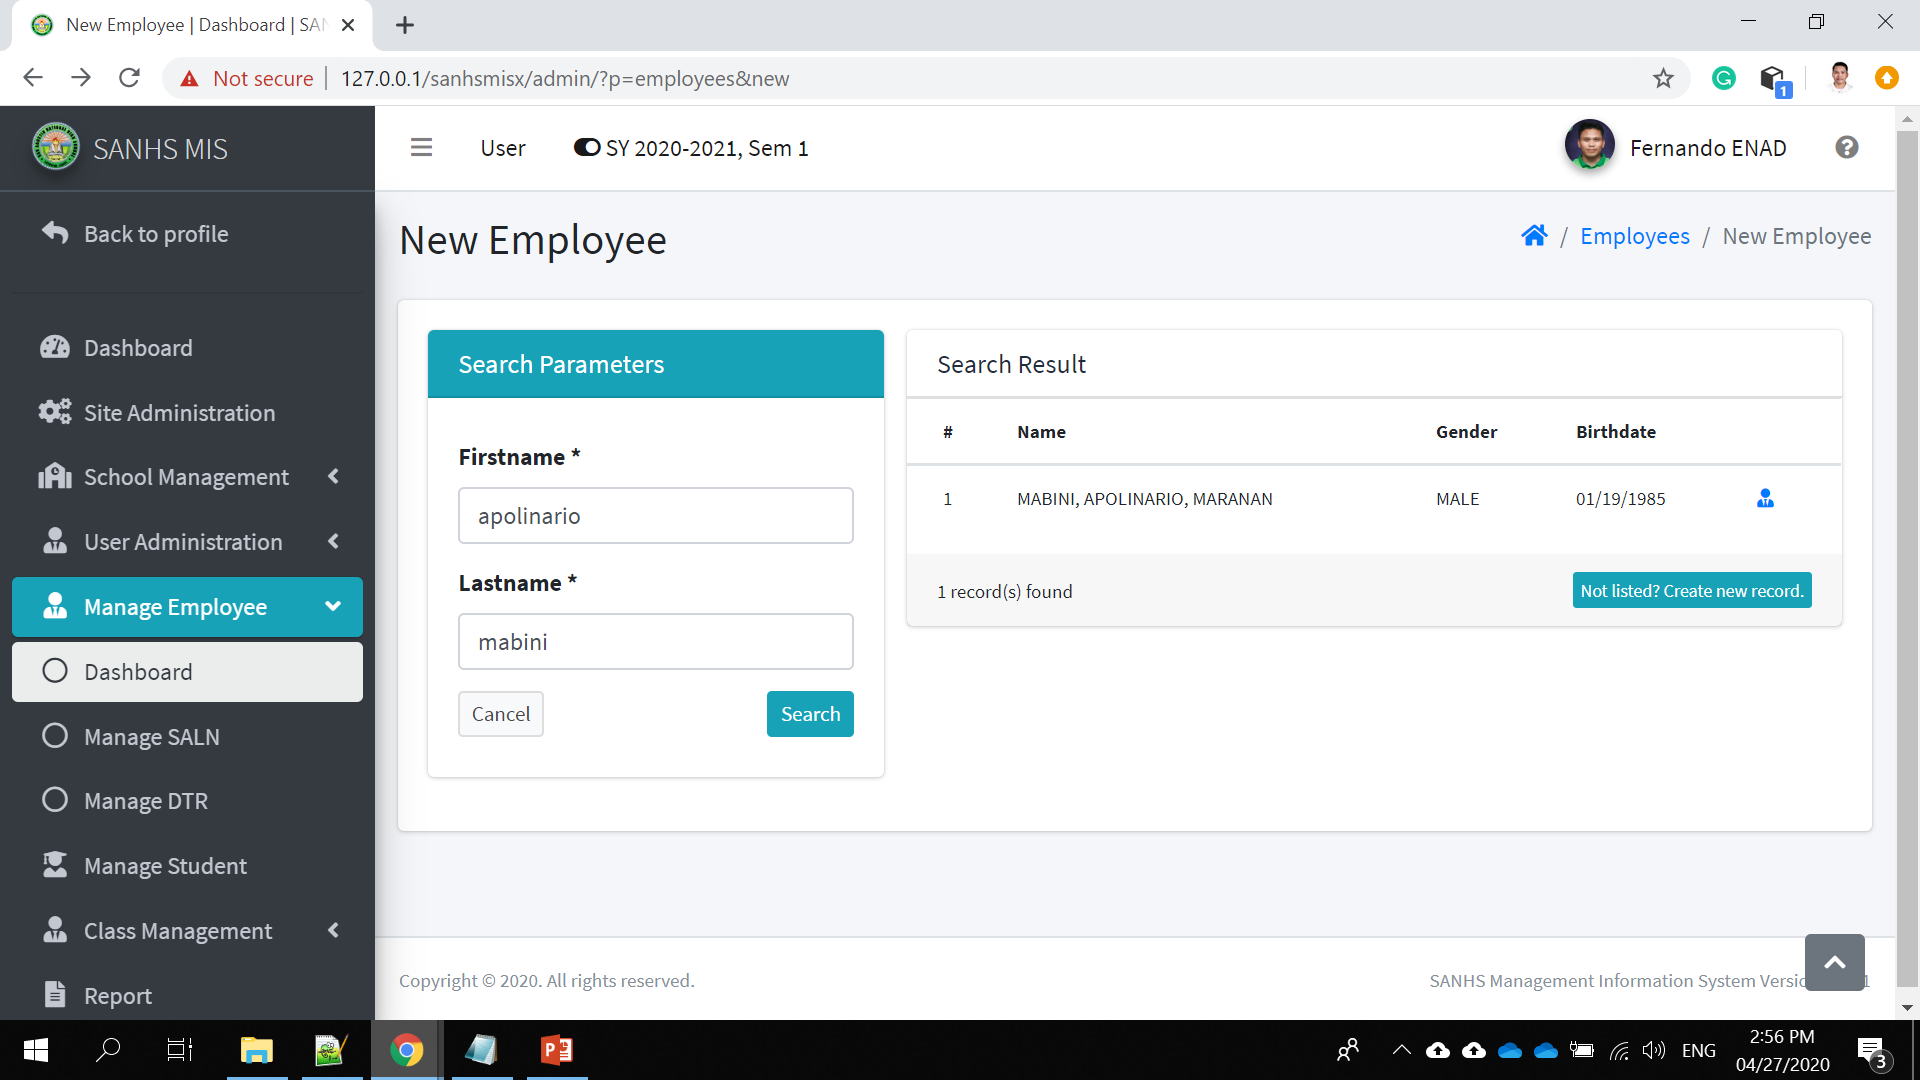 New Employee | Dashboard | SAN
Not secure
127.0.0.1/sanhsmisx/admin/?p=employees&new
1
SANHS MIS
User
SY 2020-2021, Sem 1
Fernando ENAD
Back to profile
Dashboard
Site Administration
School Management
User Administration
Manage Employee
Dashboard
Manage SALN
Manage DTR
Manage Student
Class Management
Report
New Employee
/ Employees / New Employee
Search Parameters
Firstname *
apolinario
Lastname *
mabini
Cancel
Search
Search Result
# Name Gender Birthdate
1 MABINI, APOLINARIO, MARANAN MALE 01/19/1985
1 record(s) found
Not listed? Create new record.
Copyright © 2020. All rights reserved.
SANHS Management Information System
ENG
2:56 PM
04/27/2020
3